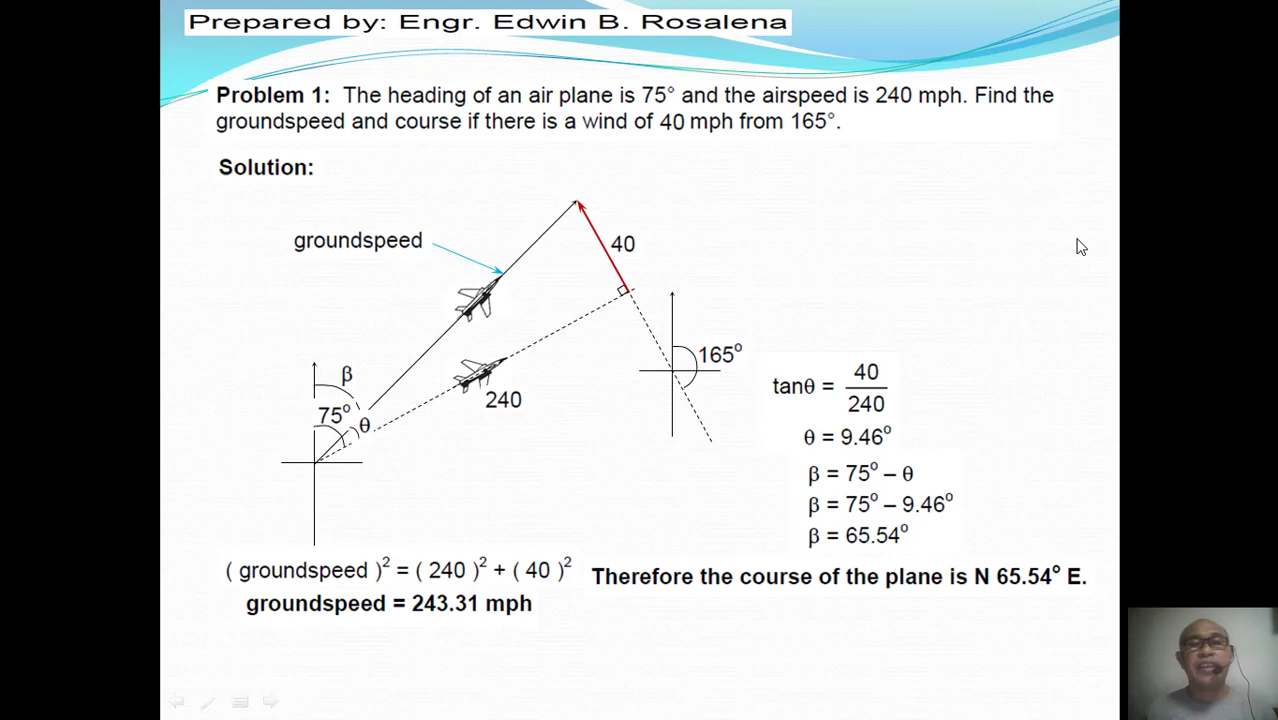 Prepared by: Engr. Edwin B. Rosalena
Problem 1: The heading of an air plane is 75° and the airspeed is 240 mph. Find the
groundspeed and course if there is a wind of 40 mph from 165°.
Solution:
groundspeed
40
165°
β
75°
θ
240
tanθ = 40/240
θ = 9.46°
β = 75° – θ
β = 75° – 9.46°
β = 65.54°
( groundspeed )² = ( 240 )² + ( 40 )²
groundspeed = 243.31 mph
Therefore the course of the plane is N 65.54° E.